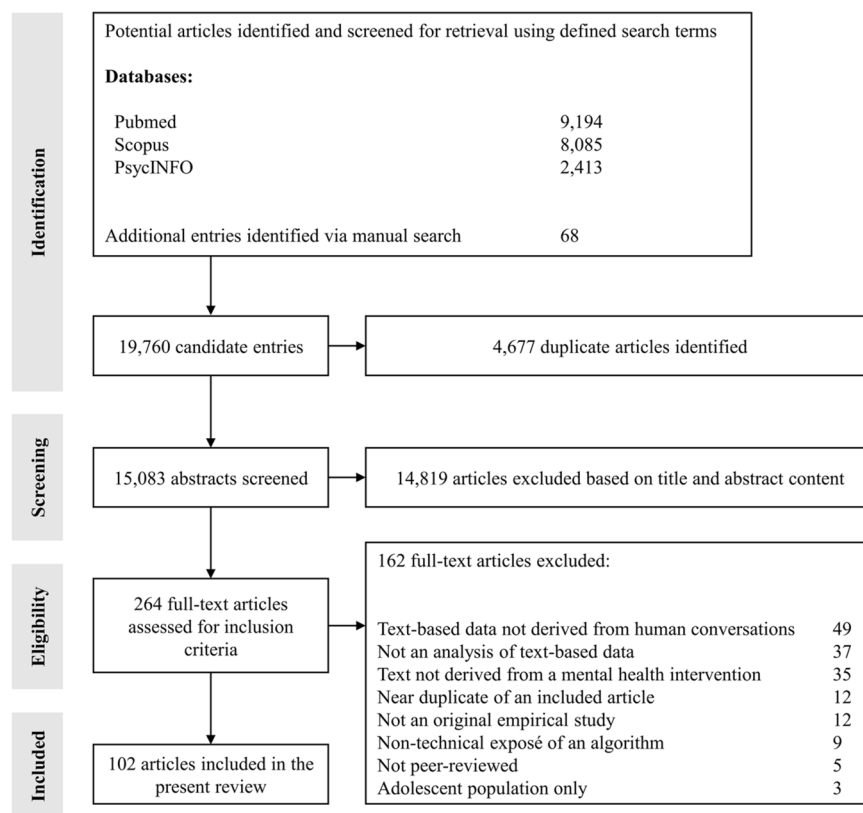 Identification
Potential articles identified and screened for retrieval using defined search terms
Databases:
Pubmed 9,194
Scopus 8,085
PsycINFO 2,413
Additional entries identified via manual search 68
19,760 candidate entries
4,677 duplicate articles identified
Screening
15,083 abstracts screened
14,819 articles excluded based on title and abstract content
Eligibility
264 full-text articles
assessed for inclusion
criteria
162 full-text articles excluded:
Text-based data not derived from human conversations 49
Not an analysis of text-based data 37
Text not derived from a mental health intervention 35
Near duplicate of an included article 12
Not an original empirical study 12
Non-technical exposé of an algorithm 9
Not peer-reviewed 5
Adolescent population only 3
Included
102 articles included in the
present review